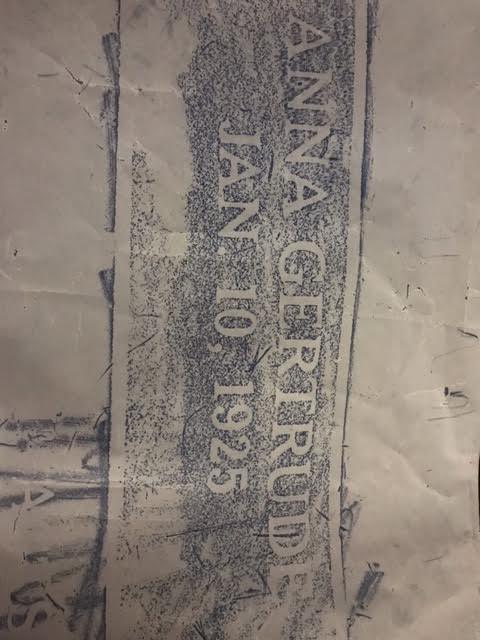 ANNA GERTRUDE
JAN. 10, 1925